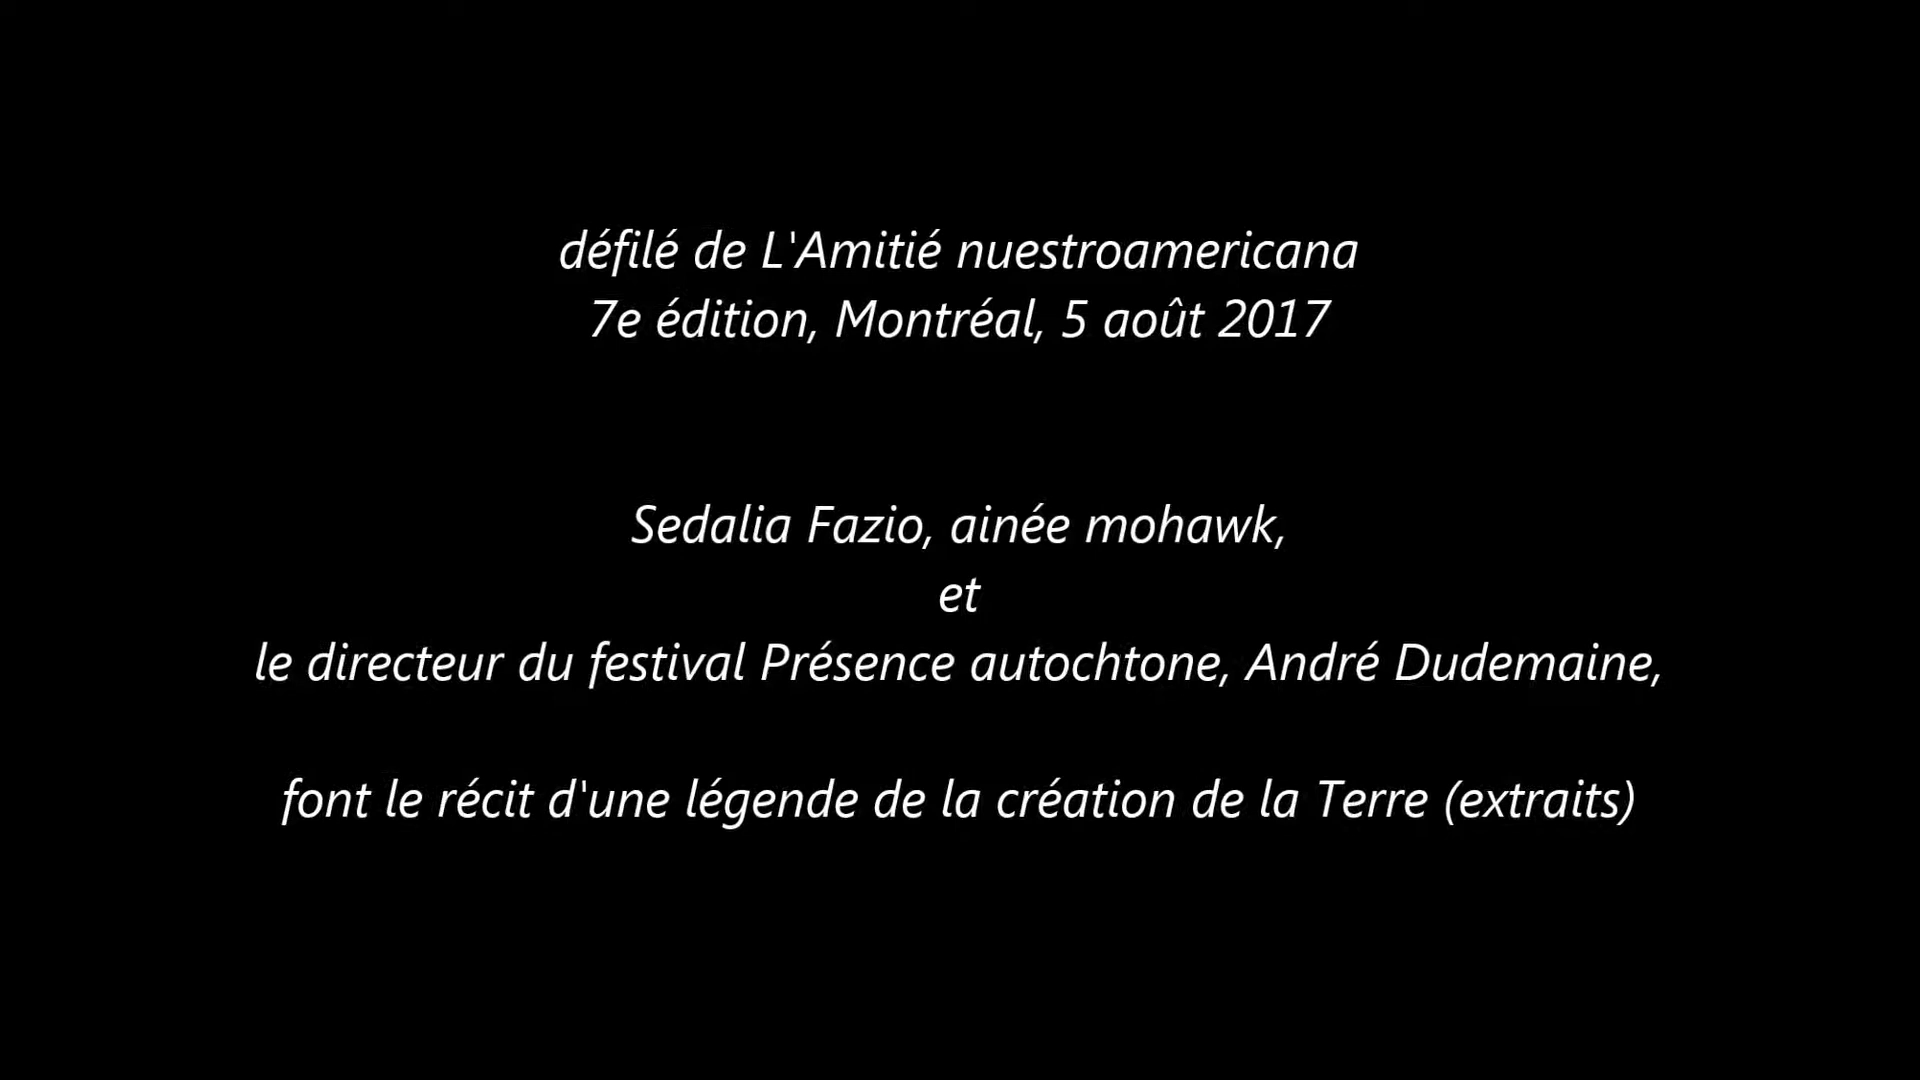 défilé de L'Amitié nuestroamericana
7e édition, Montréal, 5 août 2017
Sedalia Fazio, ainée mohawk,
et
le directeur du festival Présence autochtone, André Dudemaine,
font le récit d'une légende de la création de la Terre (extraits)